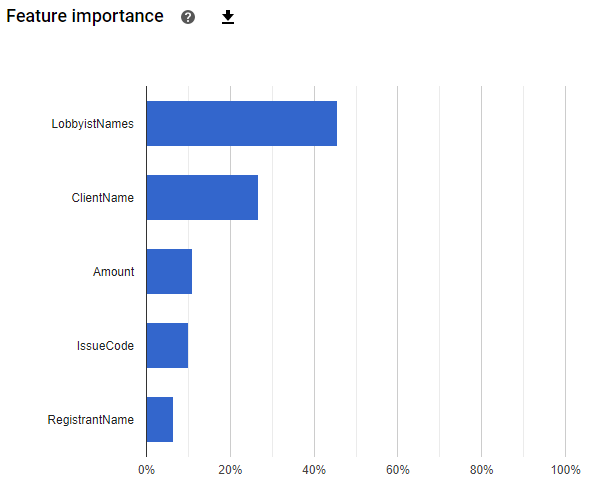 Feature importance
LobbyistNames
ClientName
Amount
IssueCode
RegistrantName
0% 20% 40% 60% 80% 100%